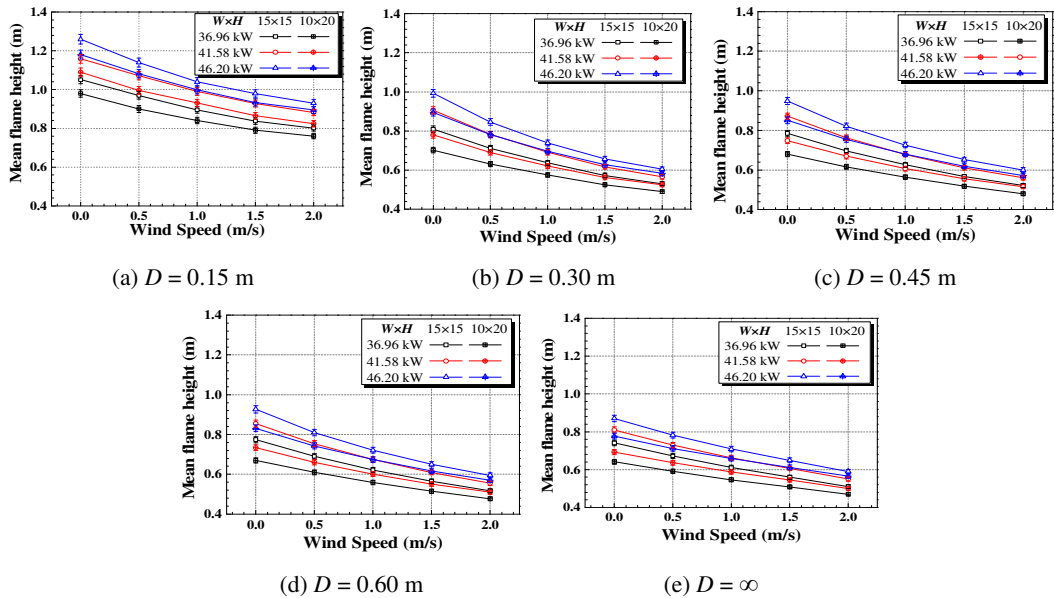 1.4
1.2
1.0
0.8
0.6
0.4
Mean flame height (m)
W×H 15×15 10×20
36.96 kW
41.58 kW
46.20 kW
0.0 0.5 1.0 1.5 2.0
Wind Speed (m/s)
(a) D = 0.15 m
1.4
1.2
1.0
0.8
0.6
0.4
Mean flame height (m)
W×H 15×15 10×20
36.96 kW
41.58 kW
46.20 kW
0.0 0.5 1.0 1.5 2.0
Wind Speed (m/s)
(b) D = 0.30 m
1.4
1.2
1.0
0.8
0.6
0.4
Mean flame height (m)
W×H 15×15 10×20
36.96 kW
41.58 kW
46.20 kW
0.0 0.5 1.0 1.5 2.0
Wind Speed (m/s)
(c) D = 0.45 m
1.4
1.2
1.0
0.8
0.6
0.4
Mean flame height (m)
W×H 15×15 10×20
36.96 kW
41.58 kW
46.20 kW
0.0 0.5 1.0 1.5 2.0
Wind Speed (m/s)
(d) D = 0.60 m
1.4
1.2
1.0
0.8
0.6
0.4
Mean flame height (m)
W×H 15×15 10×20
36.96 kW
41.58 kW
46.20 kW
0.0 0.5 1.0 1.5 2.0
Wind Speed (m/s)
(e) D = ∞